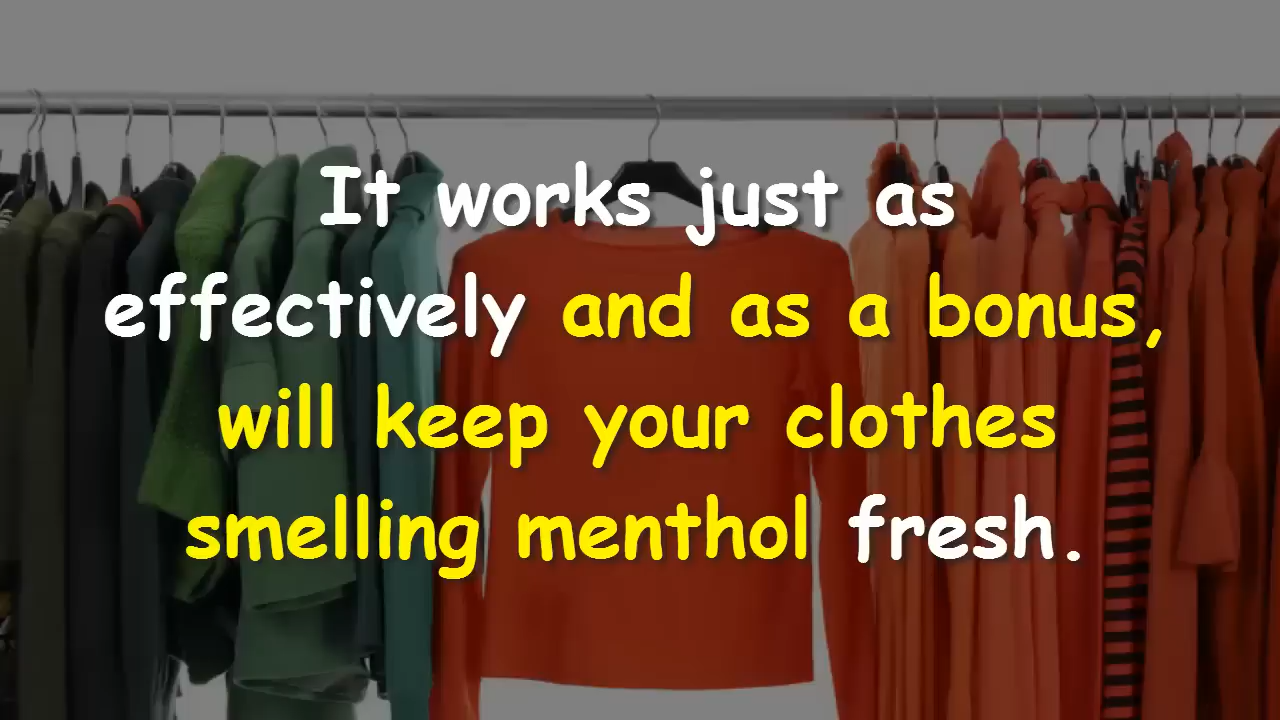 It works just as
effectively and as a bonus,
will keep your clothes
smelling menthol fresh.